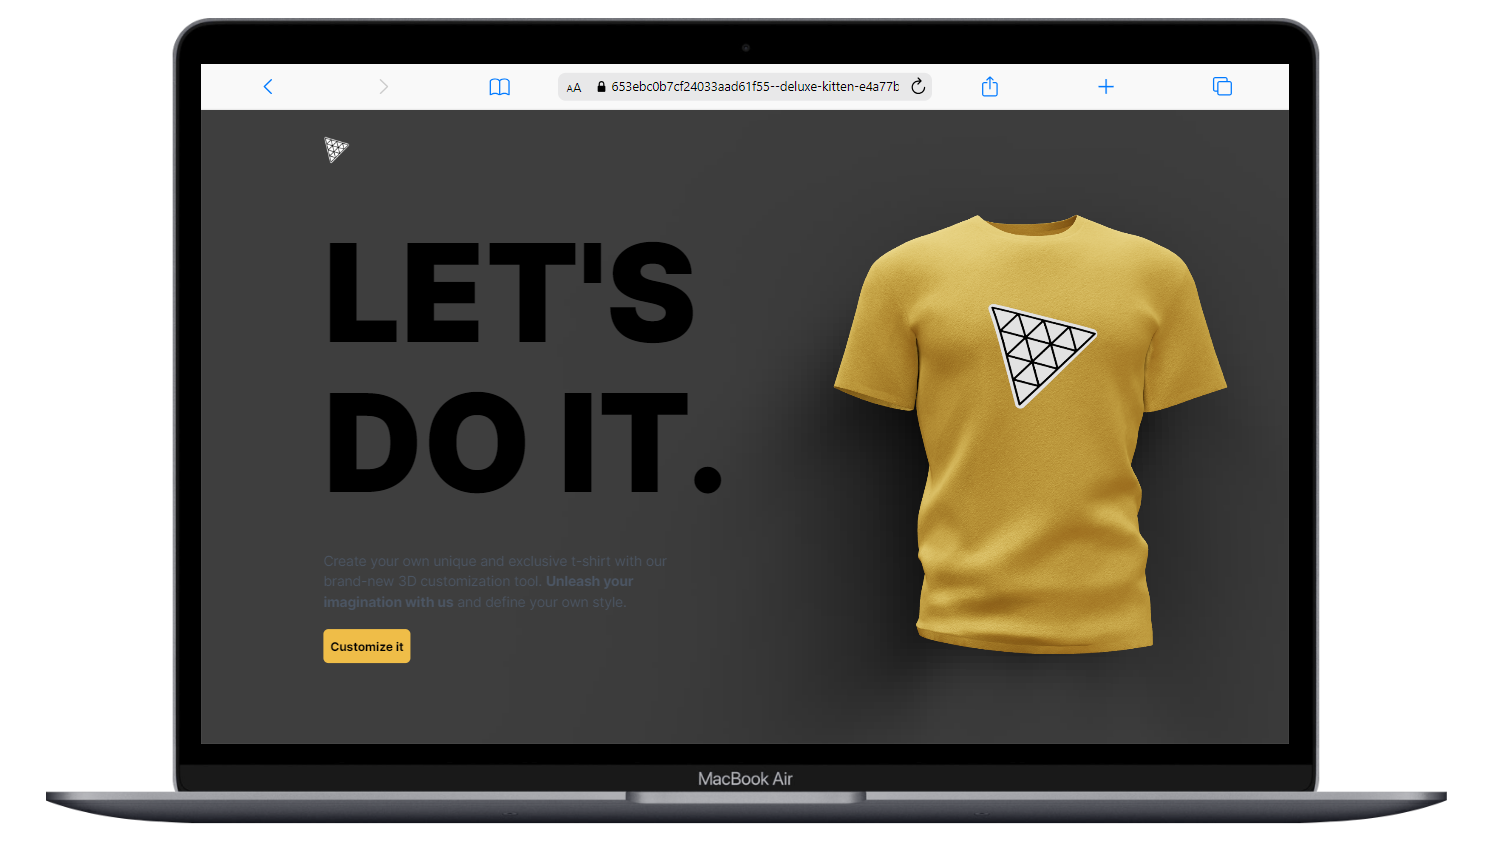 AA 653ebc0b7cf24033aad61f55--deluxe-kitten-e4a77b
LET'S
DO IT.
Create your own unique and exclusive t-shirt with our
brand-new 3D customization tool. Unleash your
imagination with us and define your own style.
Customize it
MacBook Air